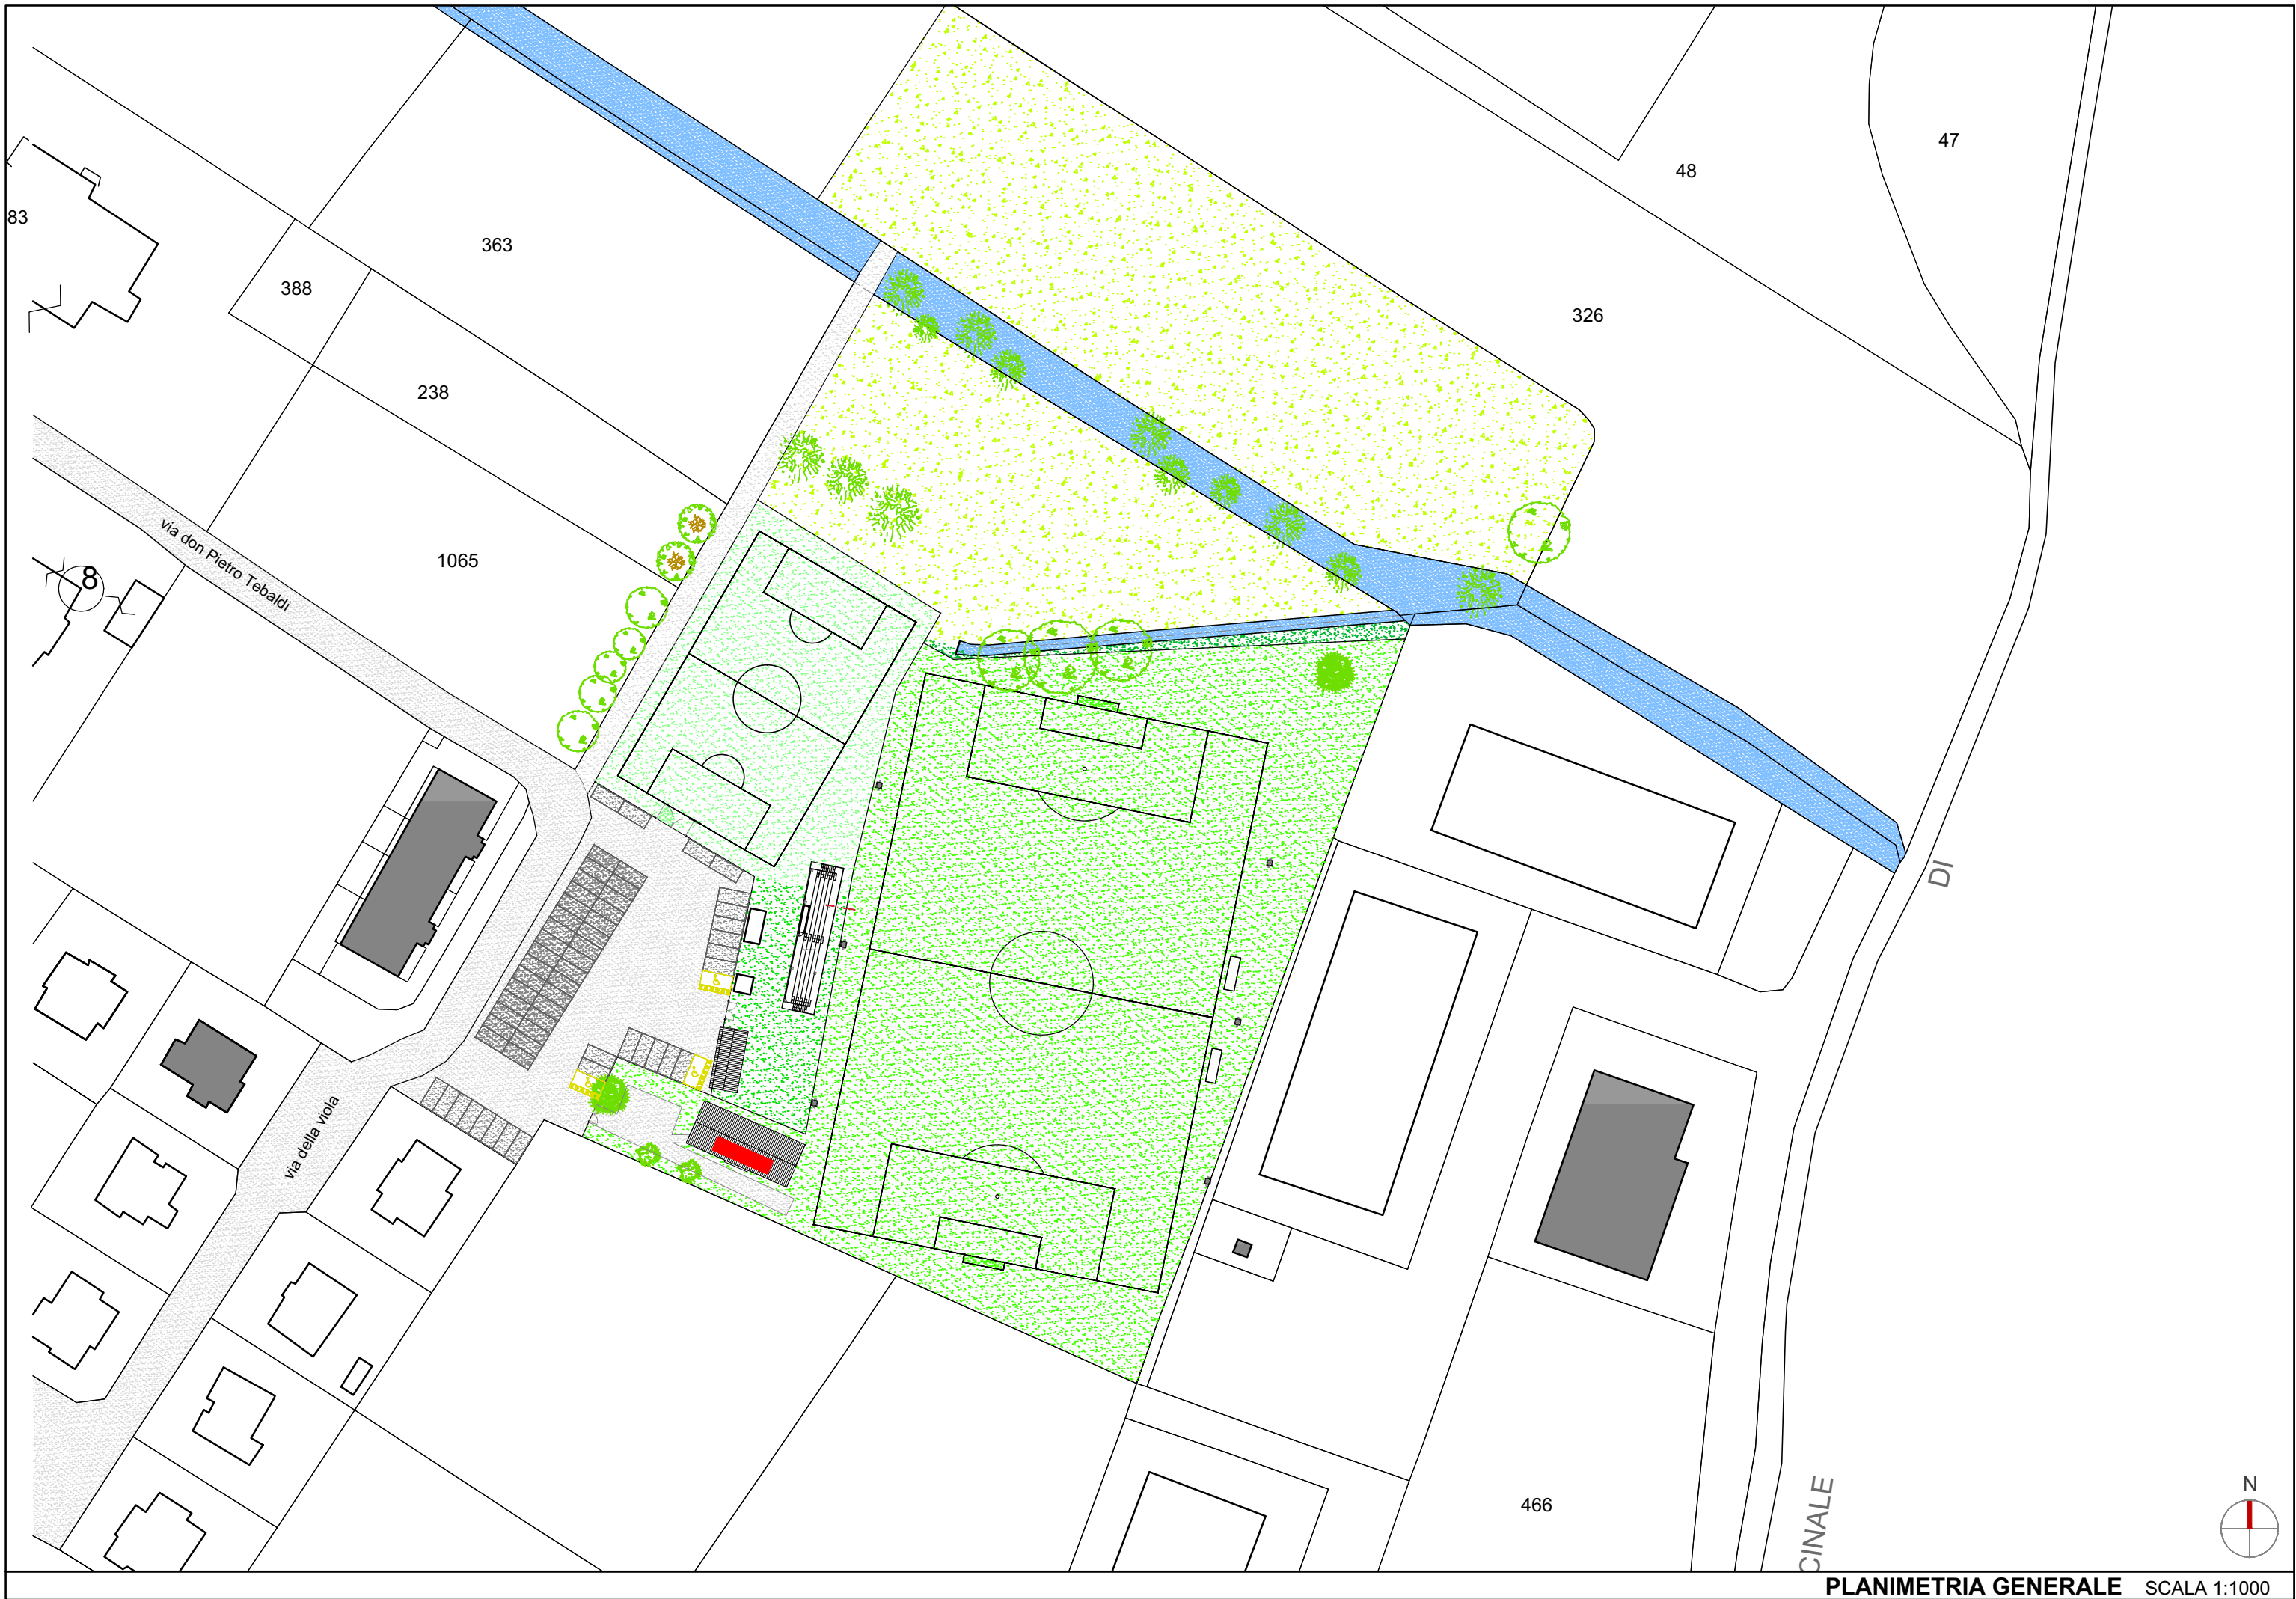 47
48
83
363
388
326
238
via don Pietro Tebaldi
1065
8
DI
via della viola
466
CINALE
N
PLANIMETRIA GENERALE SCALA 1:1000